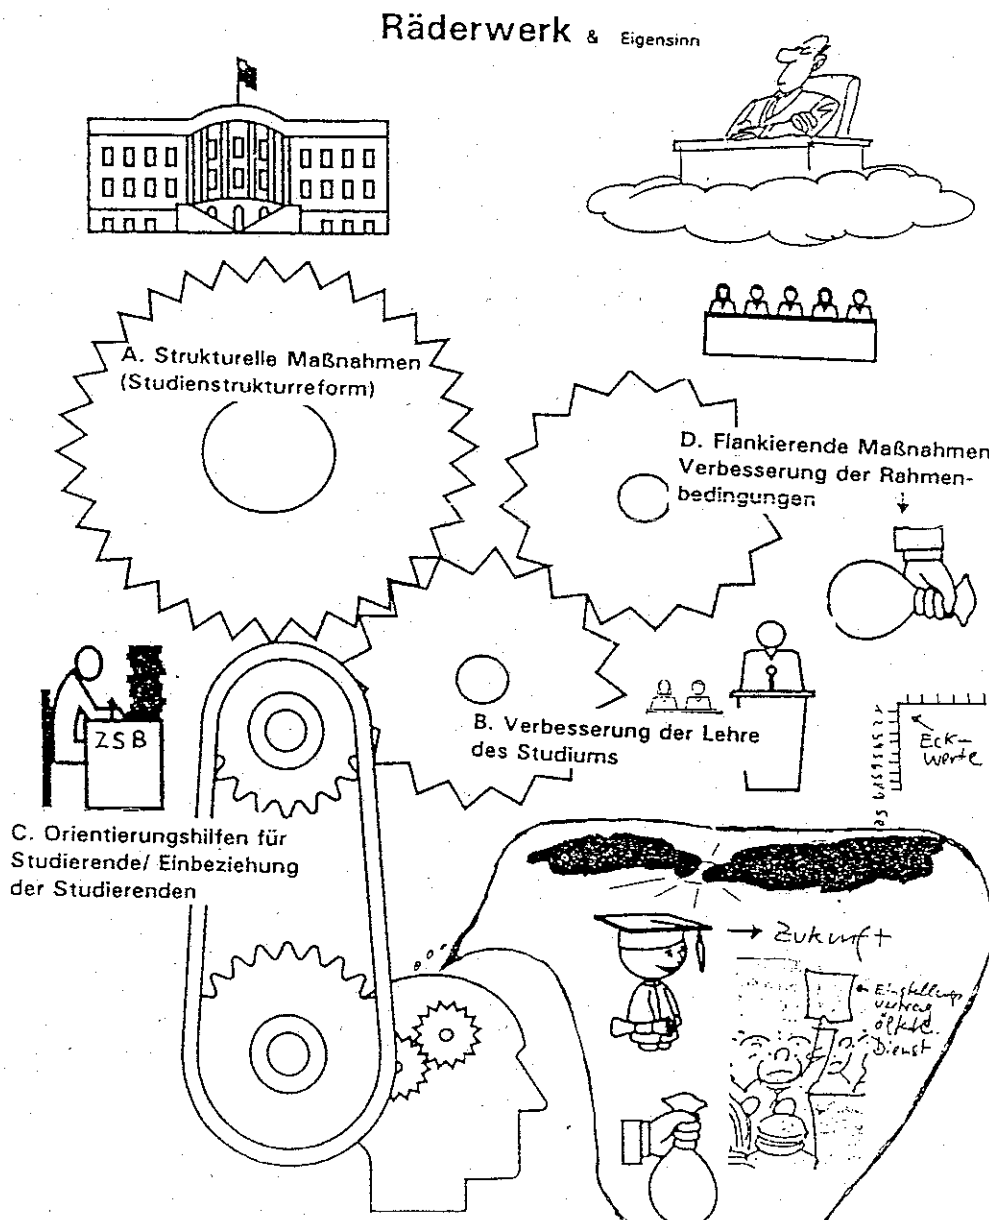 Räderwerk & Eigensinn
A. Strukturelle Maßnahmen
(Studienstrukturreform)
D. Flankierende Maßnahmen
Verbesserung der Rahmen-
bedingungen
B. Verbesserung der Lehre
des Studiums
Eck-
werte
ZSB
C. Orientierungshilfen für
Studierende/ Einbeziehung
der Studierenden
→ Zukunft
Einstellungs
vertrag
öffentl.
Dienst